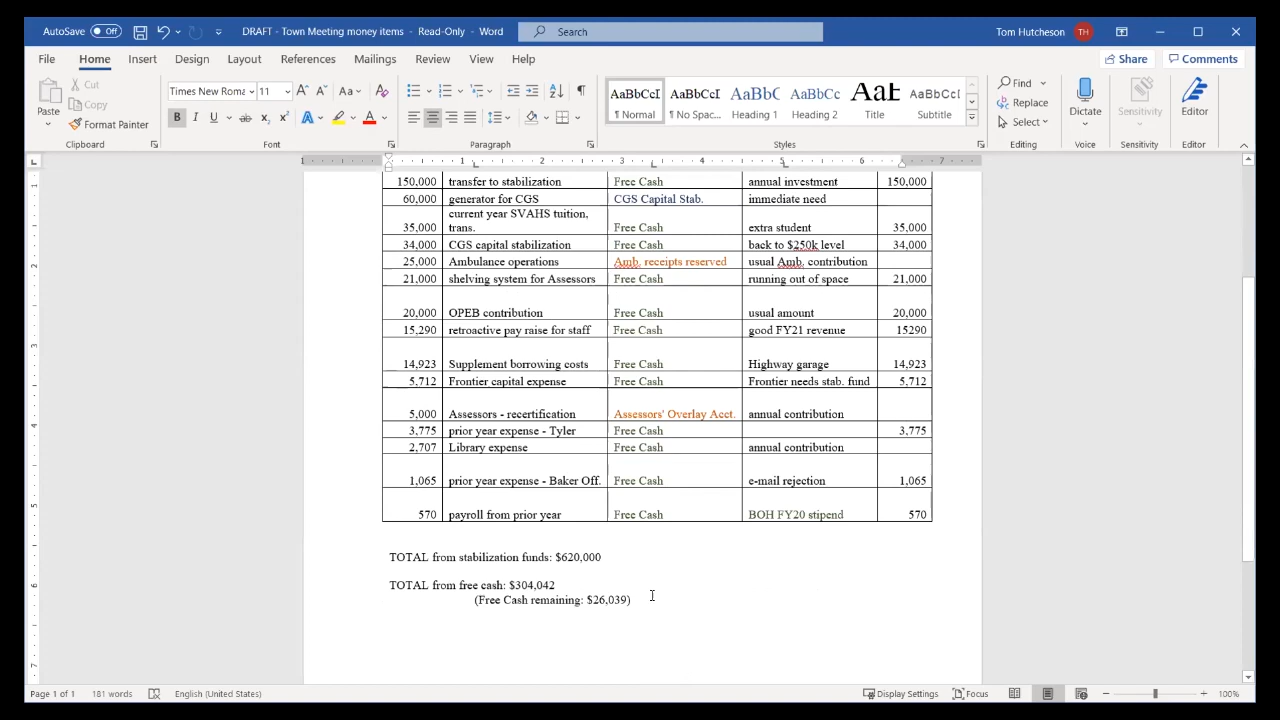 AutoSave Off DRAFT - Town Meeting money items - Read-Only - Word Search Tom Hutcheson TH
File Home Insert Design Layout References Mailings Review View Help Share Comments
Paste Cut Copy Format Painter Clipboard
Times New Roma 11 Aa A
B I U ab x₂ x² A A Font
Paragraph
AaBbCcI ¶ Normal AaBbCcI ¶ No Spac... AaBbC Heading 1 AaBbCc Heading 2 AaB Title AaBbCcI Subtitle Styles
Find Replace Select Editing
Dictate Voice
Sensitivity Sensitivity
Editor Editor
1 1 2 3 4 5 6 7
150,000 transfer to stabilization Free Cash annual investment 150,000
60,000 generator for CGS CGS Capital Stab. immediate need
current year SVAHS tuition,
35,000 trans. Free Cash extra student 35,000
34,000 CGS capital stabilization Free Cash back to $250k level 34,000
25,000 Ambulance operations Amb. receipts reserved usual Amb. contribution
21,000 shelving system for Assessors Free Cash running out of space 21,000
20,000 OPEB contribution Free Cash usual amount 20,000
15,290 retroactive pay raise for staff Free Cash good FY21 revenue 15290
14,923 Supplement borrowing costs Free Cash Highway garage 14,923
5,712 Frontier capital expense Free Cash Frontier needs stab. fund 5,712
5,000 Assessors - recertification Assessors' Overlay Acct. annual contribution
3,775 prior year expense - Tyler Free Cash 3,775
2,707 Library expense Free Cash annual contribution
1,065 prior year expense - Baker Off. Free Cash e-mail rejection 1,065
570 payroll from prior year Free Cash BOH FY20 stipend 570
TOTAL from stabilization funds: $620,000
TOTAL from free cash: $304,042
(Free Cash remaining: $26,039)
Page 1 of 1 181 words English (United States) Display Settings Focus 100%